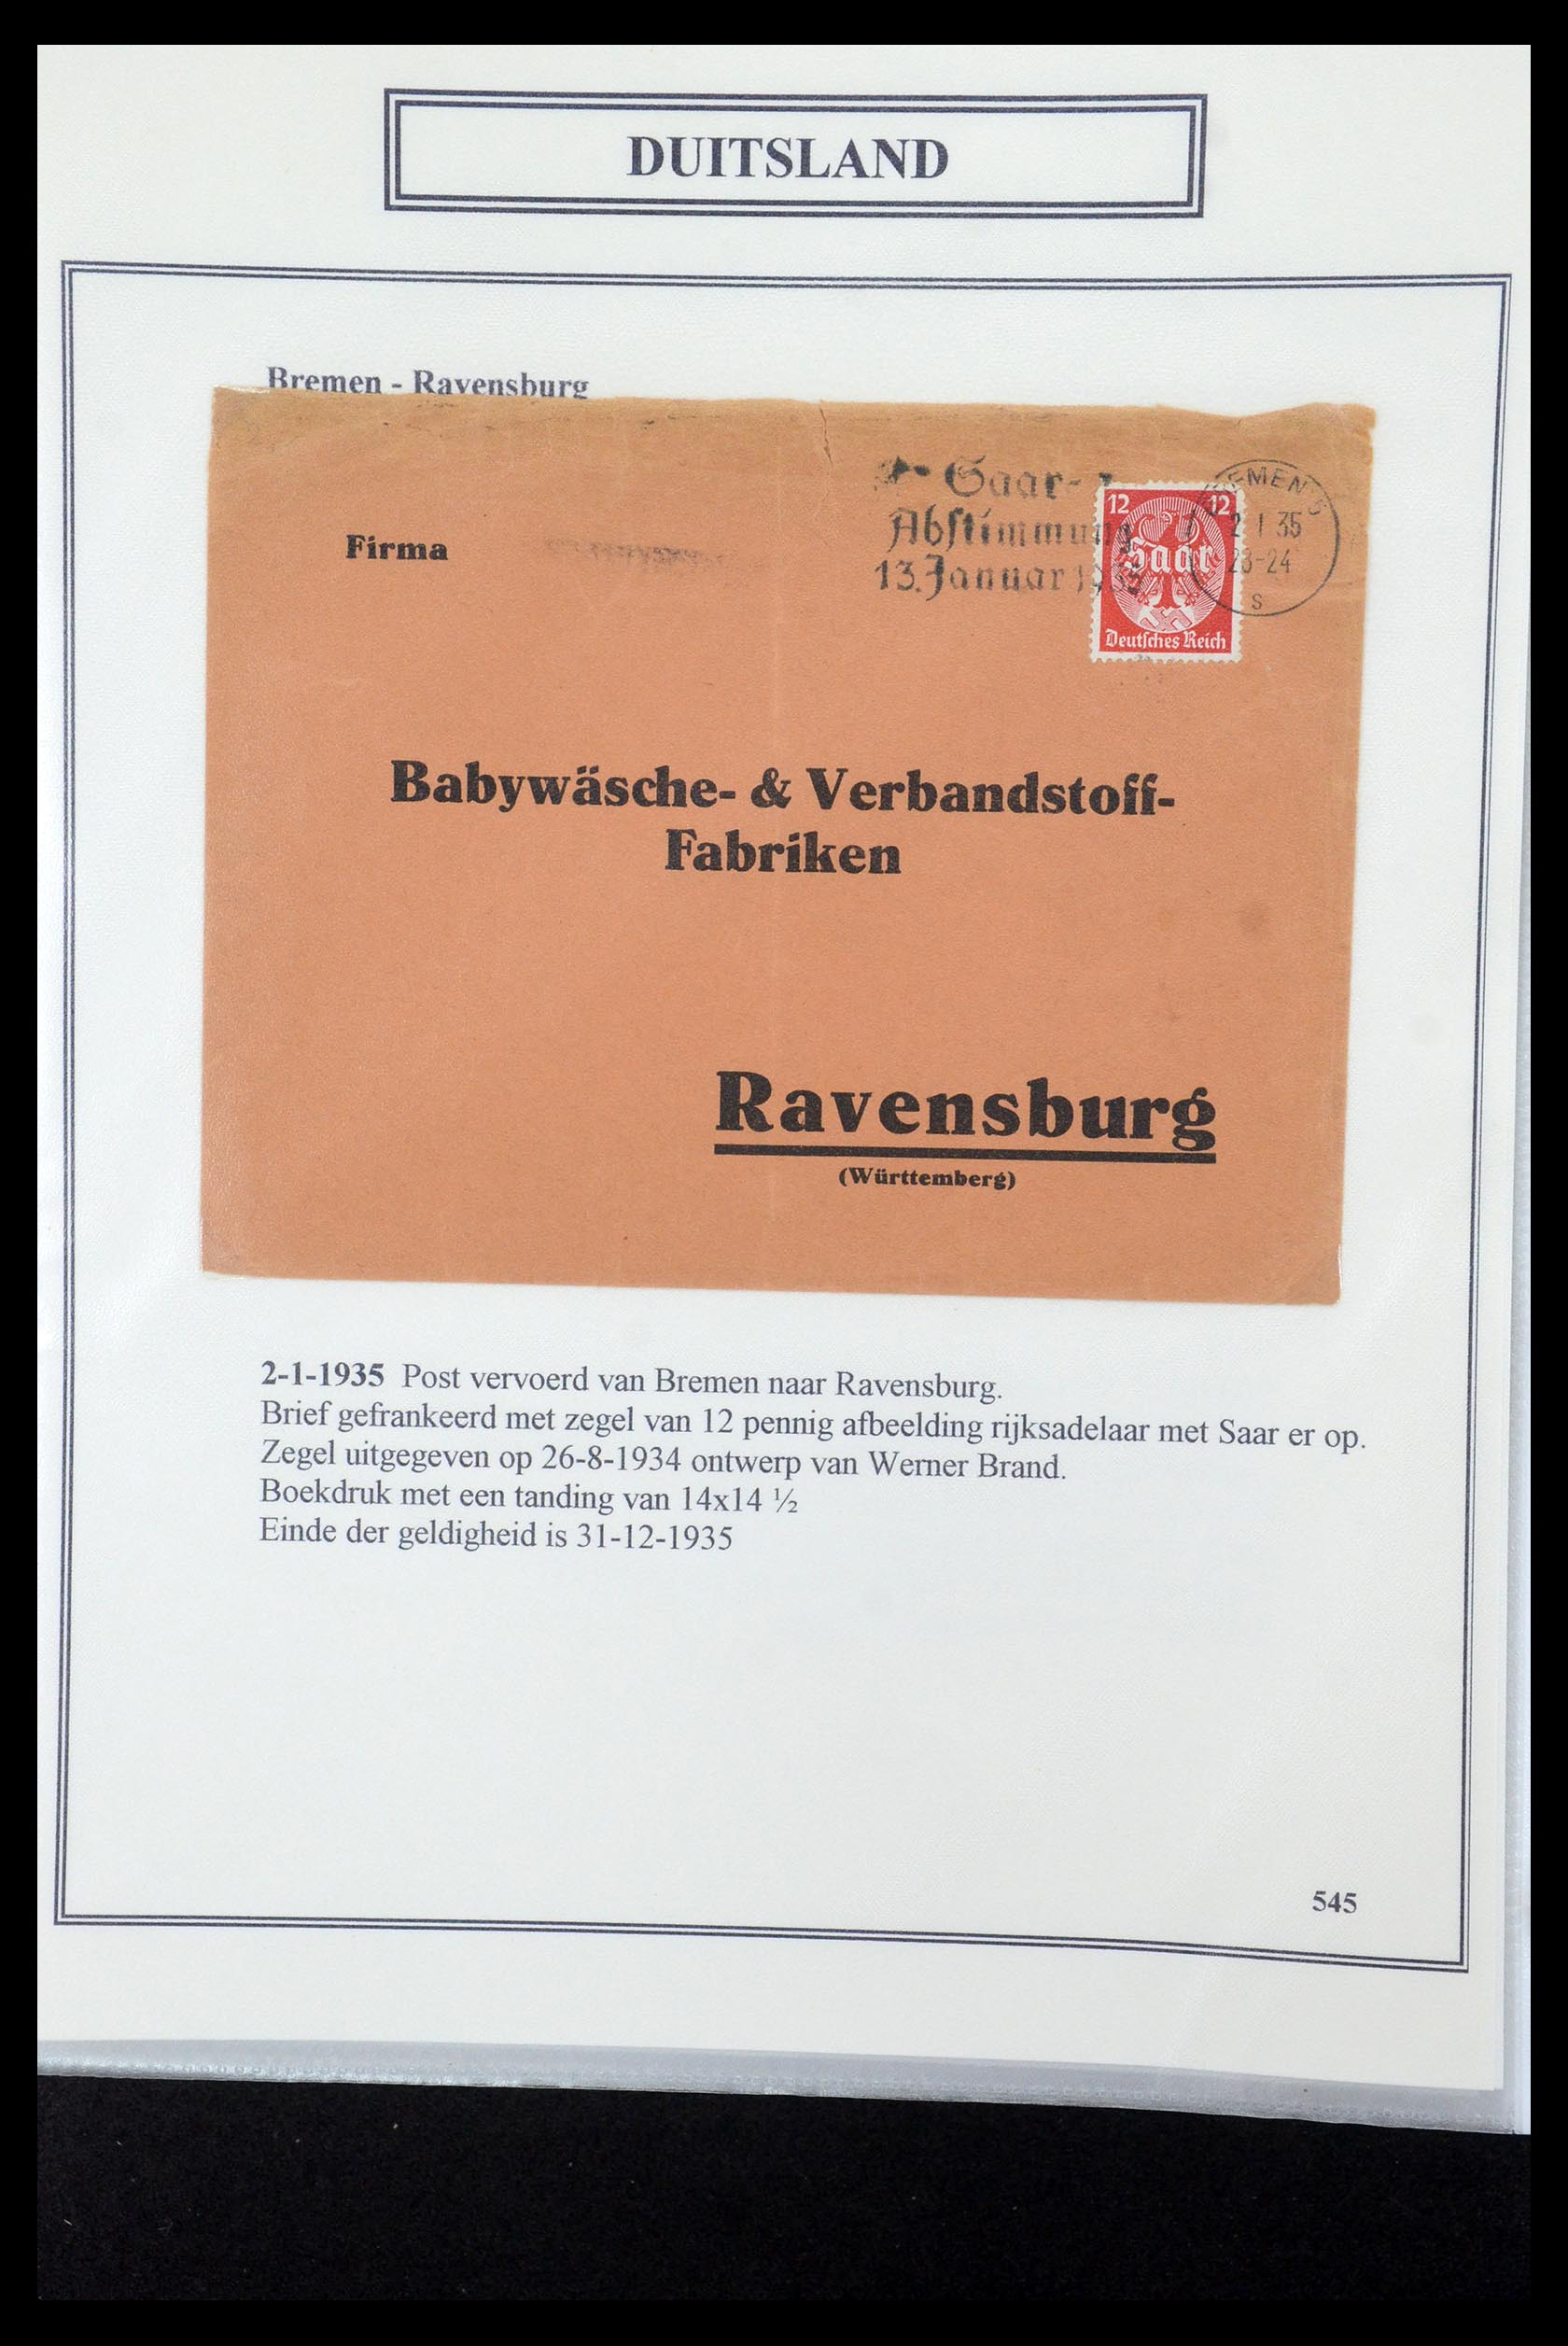 DUITSLAND
Bremen - Ravensburg
Saar-
Abstimmung
13. Januar 1935
BREMEN 5
2 1 35
23-24
s
12 12
Saar
Deutsches Reich
Firma
Babywäsche- & Verbandstoff-
Fabriken
Ravensburg
(Württemberg)
2-1-1935 Post vervoerd van Bremen naar Ravensburg.
Brief gefrankeerd met zegel van 12 pennig afbeelding rijksadelaar met Saar er op.
Zegel uitgegeven op 26-8-1934 ontwerp van Werner Brand.
Boekdruk met een tanding van 14x14 ½
Einde der geldigheid is 31-12-1935
545